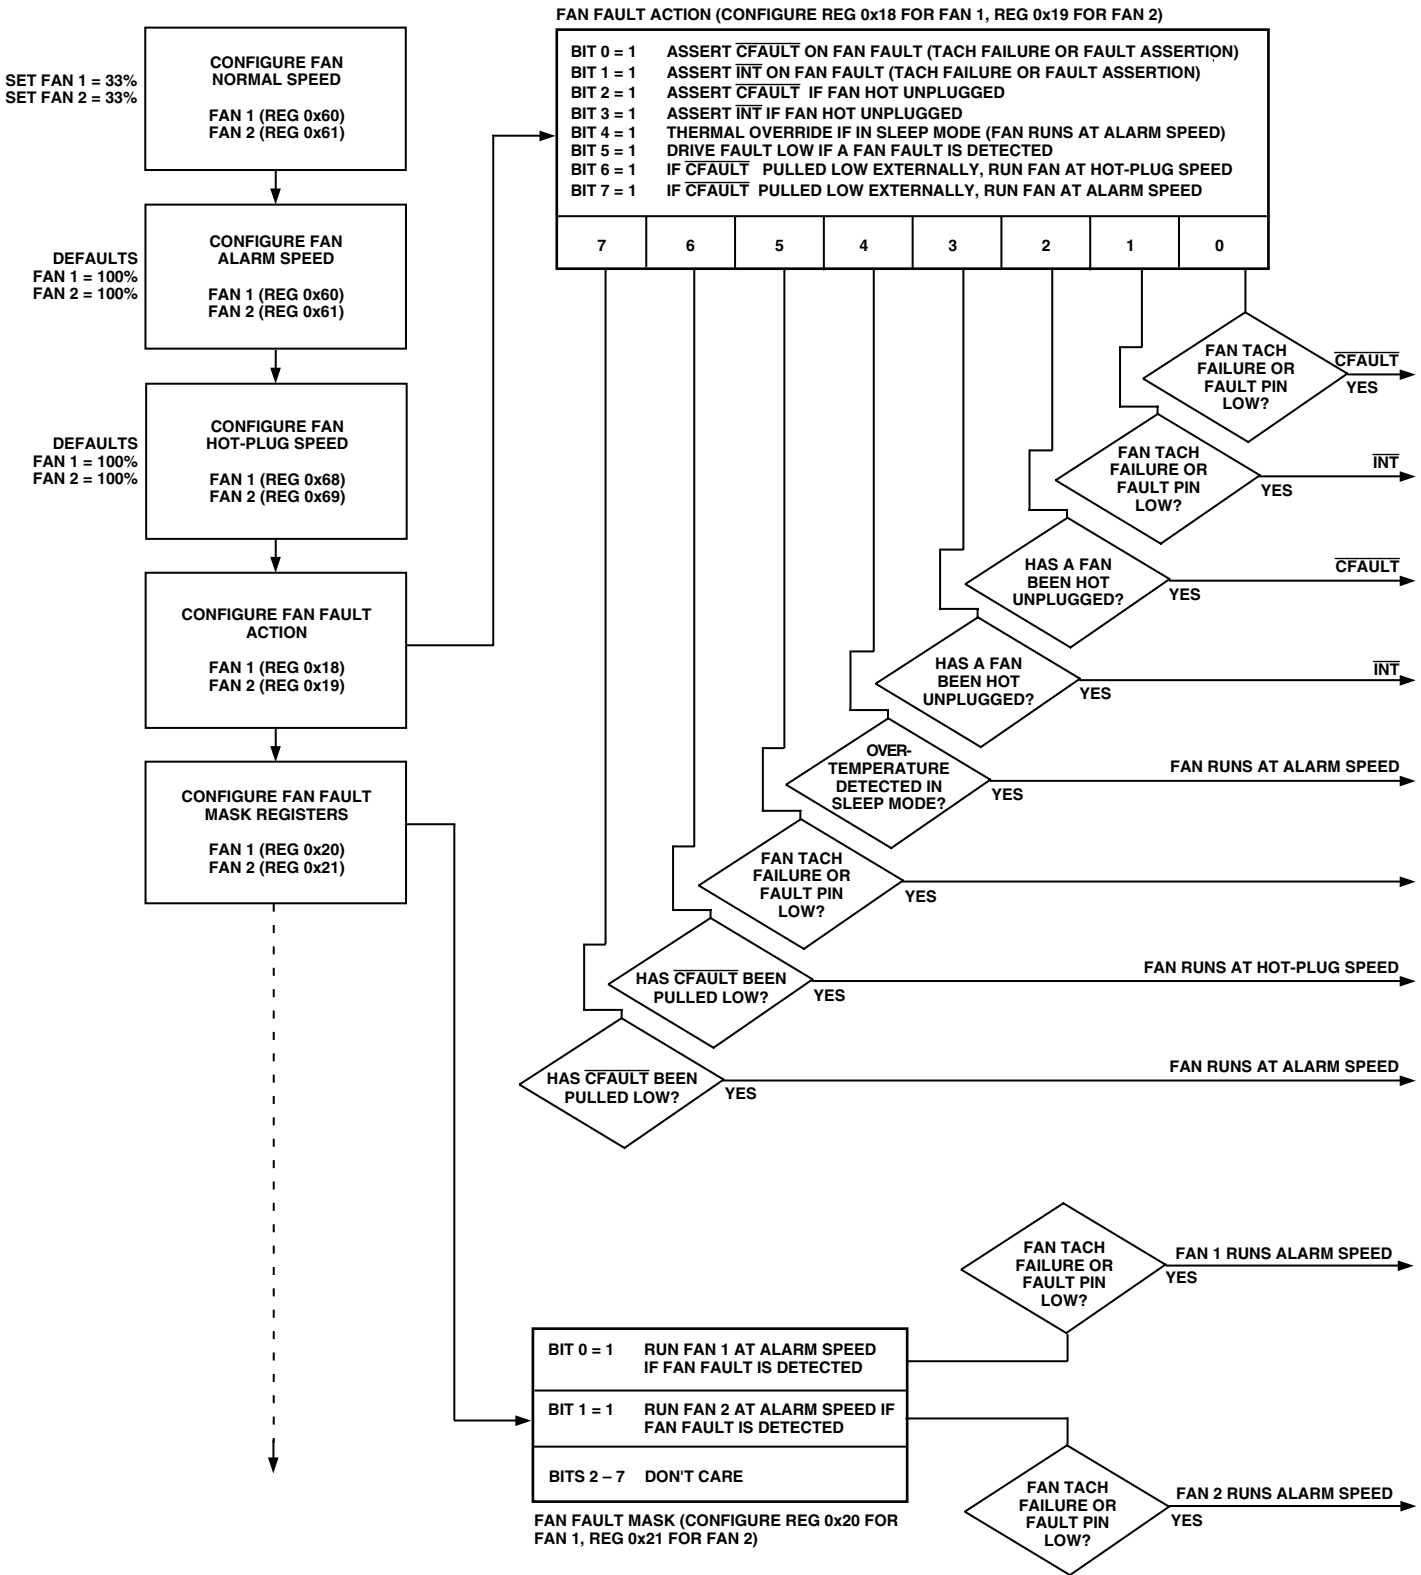 FAN FAULT ACTION (CONFIGURE REG 0x18 FOR FAN 1, REG 0x19 FOR FAN 2)
SET FAN 1 = 33%
SET FAN 2 = 33%
CONFIGURE FAN
NORMAL SPEED
FAN 1 (REG 0x60)
FAN 2 (REG 0x61)
DEFAULTS
FAN 1 = 100%
FAN 2 = 100%
CONFIGURE FAN
ALARM SPEED
FAN 1 (REG 0x60)
FAN 2 (REG 0x61)
DEFAULTS
FAN 1 = 100%
FAN 2 = 100%
CONFIGURE FAN
HOT-PLUG SPEED
FAN 1 (REG 0x68)
FAN 2 (REG 0x69)
CONFIGURE FAN FAULT
ACTION
FAN 1 (REG 0x18)
FAN 2 (REG 0x19)
CONFIGURE FAN FAULT
MASK REGISTERS
FAN 1 (REG 0x20)
FAN 2 (REG 0x21)
BIT 0 = 1 ASSERT CFAULT ON FAN FAULT (TACH FAILURE OR FAULT ASSERTION)
BIT 1 = 1 ASSERT INT ON FAN FAULT (TACH FAILURE OR FAULT ASSERTION)
BIT 2 = 1 ASSERT CFAULT IF FAN HOT UNPLUGGED
BIT 3 = 1 ASSERT INT IF FAN HOT UNPLUGGED
BIT 4 = 1 THERMAL OVERRIDE IF IN SLEEP MODE (FAN RUNS AT ALARM SPEED)
BIT 5 = 1 DRIVE FAULT LOW IF A FAN FAULT IS DETECTED
BIT 6 = 1 IF CFAULT PULLED LOW EXTERNALLY, RUN FAN AT HOT-PLUG SPEED
BIT 7 = 1 IF CFAULT PULLED LOW EXTERNALLY, RUN FAN AT ALARM SPEED
7 6 5 4 3 2 1 0
FAN TACH
FAILURE OR
FAULT PIN
LOW?
CFAULT
YES
FAN TACH
FAILURE OR
FAULT PIN
LOW?
INT
YES
HAS A FAN
BEEN HOT
UNPLUGGED?
CFAULT
YES
HAS A FAN
BEEN HOT
UNPLUGGED?
INT
YES
OVER-
TEMPERATURE
DETECTED IN
SLEEP MODE?
FAN RUNS AT ALARM SPEED
YES
FAN TACH
FAILURE OR
FAULT PIN
LOW?
YES
HAS CFAULT BEEN
PULLED LOW?
FAN RUNS AT HOT-PLUG SPEED
YES
HAS CFAULT BEEN
PULLED LOW?
FAN RUNS AT ALARM SPEED
YES
FAN TACH
FAILURE OR
FAULT PIN
LOW?
FAN 1 RUNS ALARM SPEED
YES
BIT 0 = 1 RUN FAN 1 AT ALARM SPEED
IF FAN FAULT IS DETECTED
BIT 1 = 1 RUN FAN 2 AT ALARM SPEED IF
FAN FAULT IS DETECTED
BITS 2 – 7 DON'T CARE
FAN FAULT MASK (CONFIGURE REG 0x20 FOR
FAN 1, REG 0x21 FOR FAN 2)
FAN TACH
FAILURE OR
FAULT PIN
LOW?
FAN 2 RUNS ALARM SPEED
YES